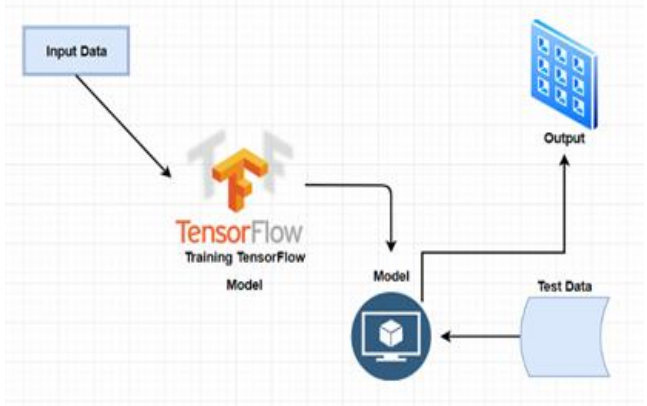 Input Data
Output
TensorFlow
Training TensorFlow
Model
Model
Test Data